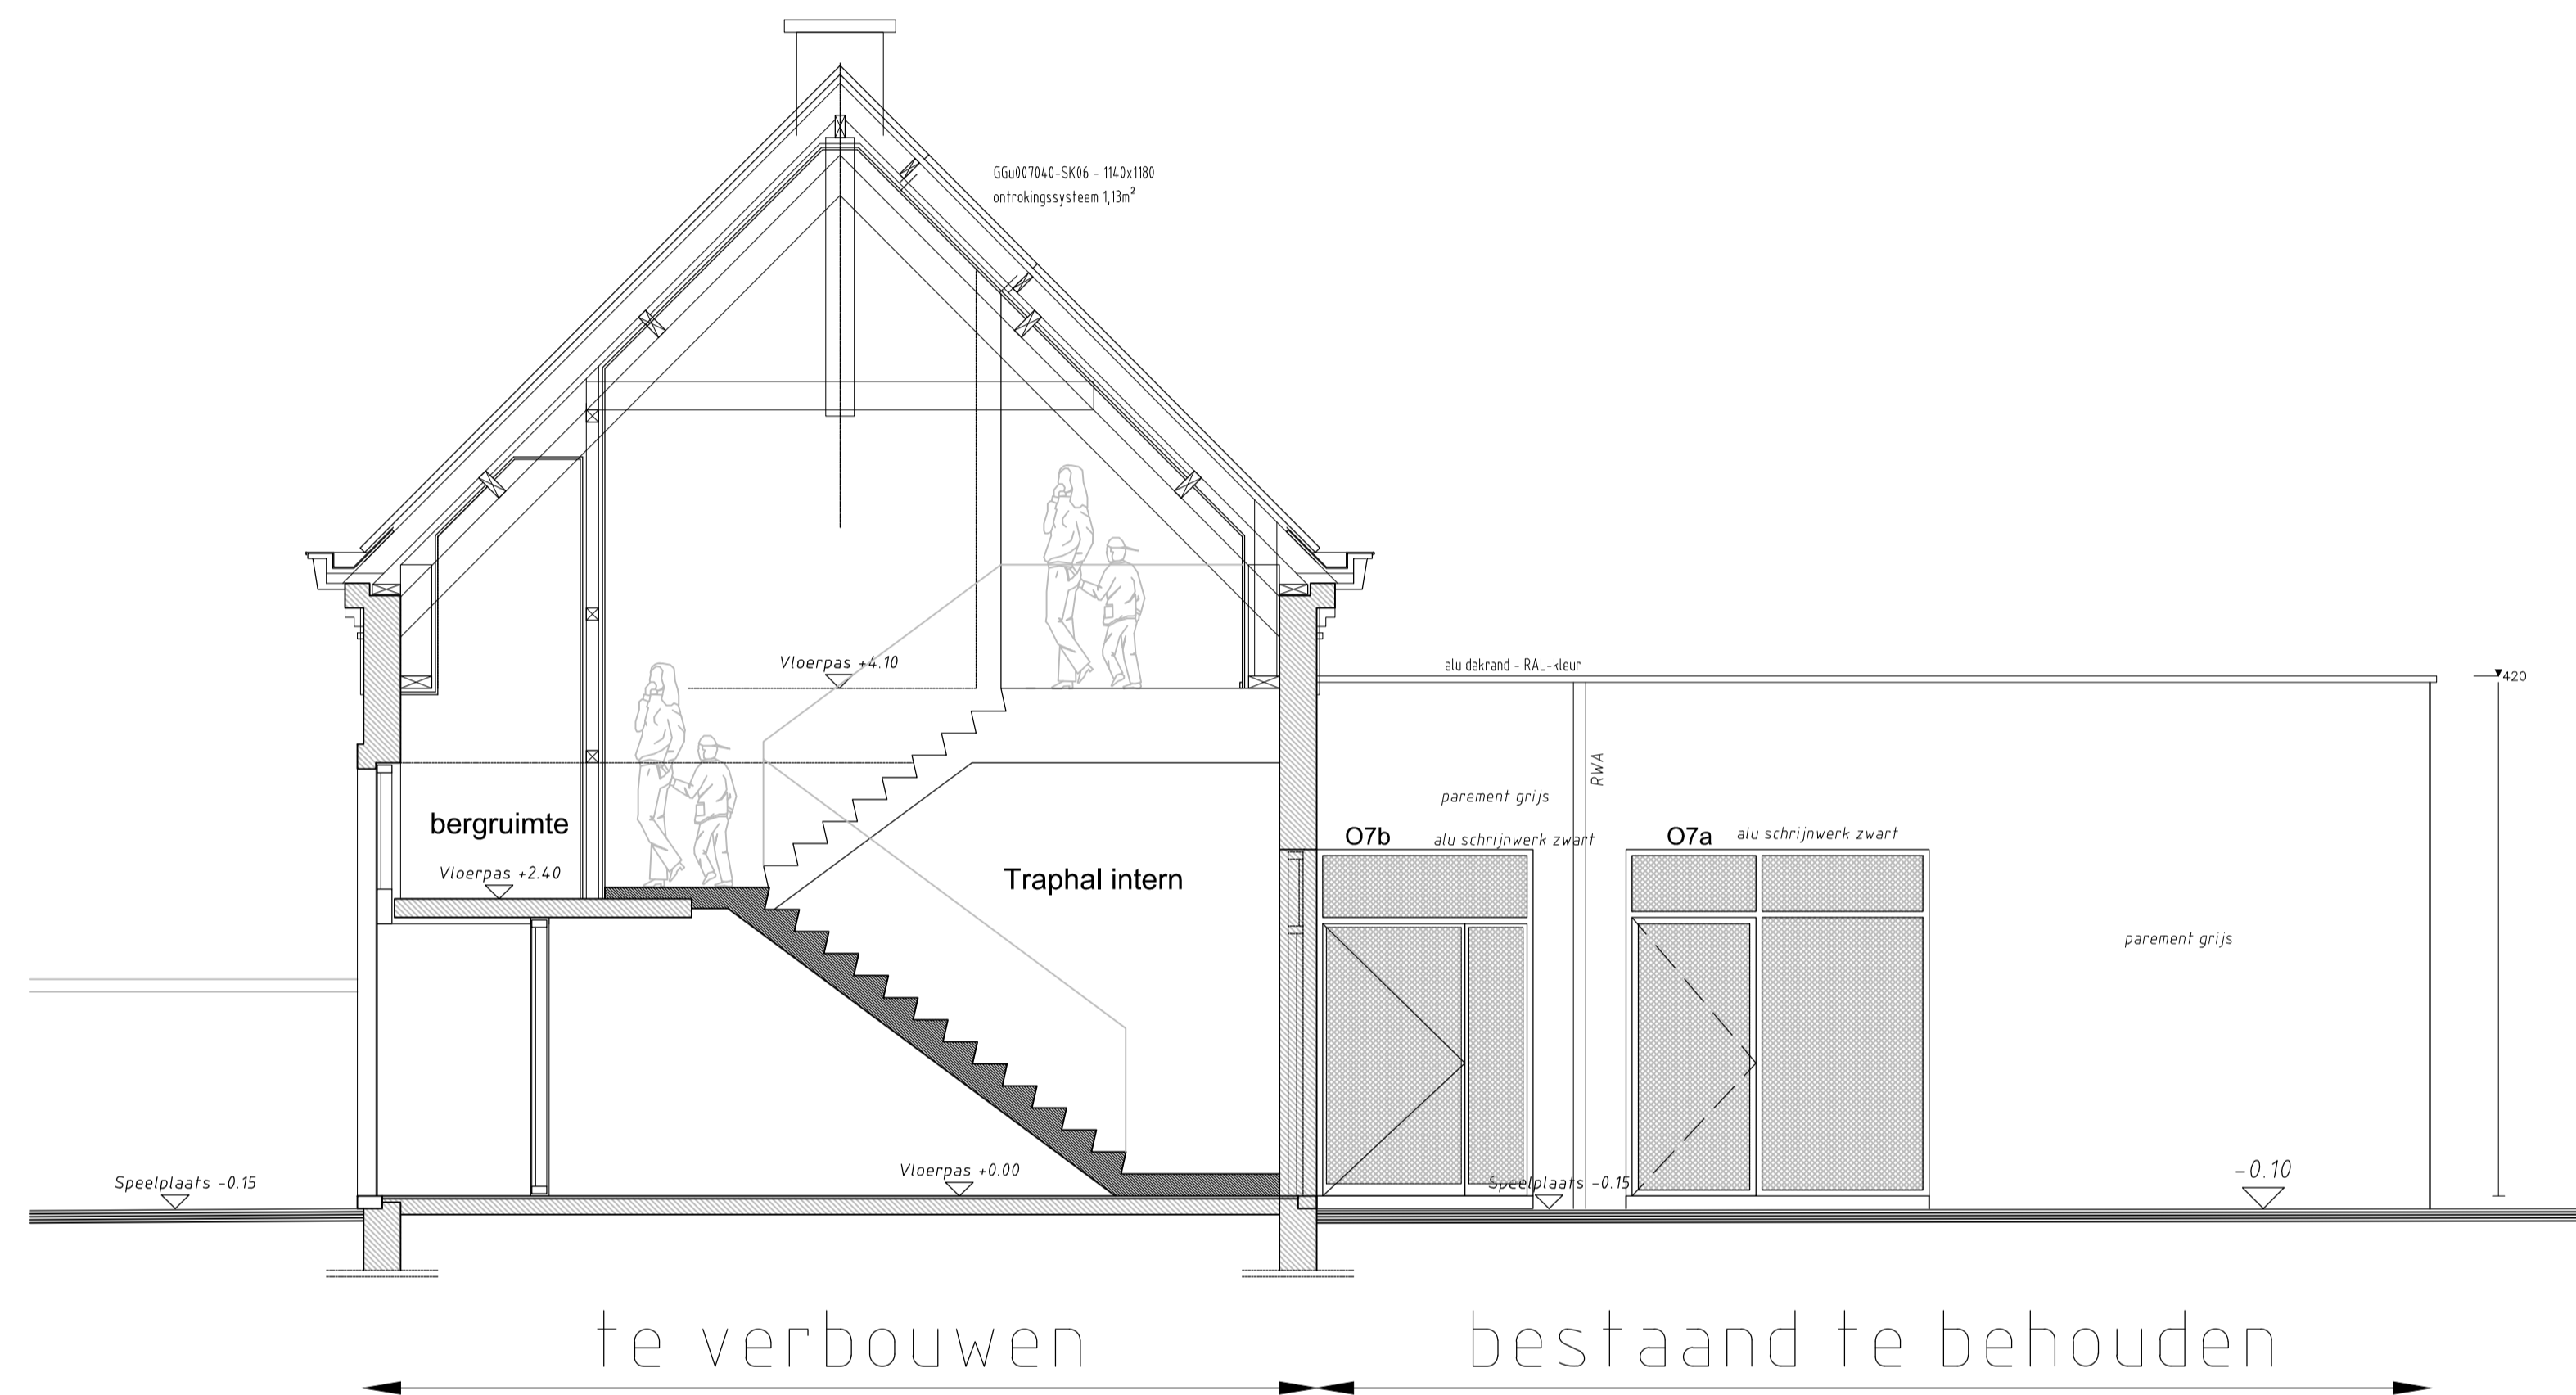 GGu007040-SK06 - 1140x1180
ontrokingssysteem 1,13m²
Vloerpas +4.10
alu dakrand - RAL-kleur
420
RWA
parement grijs
bergruimte
O7b
alu schrijnwerk zwart
O7a
alu schrijnwerk zwart
Vloerpas +2.40
Traphal intern
parement grijs
Speelplaats -0.15
Vloerpas +0.00
Speelplaats -0.15
-0.10
te verbouwen
bestaand te behouden